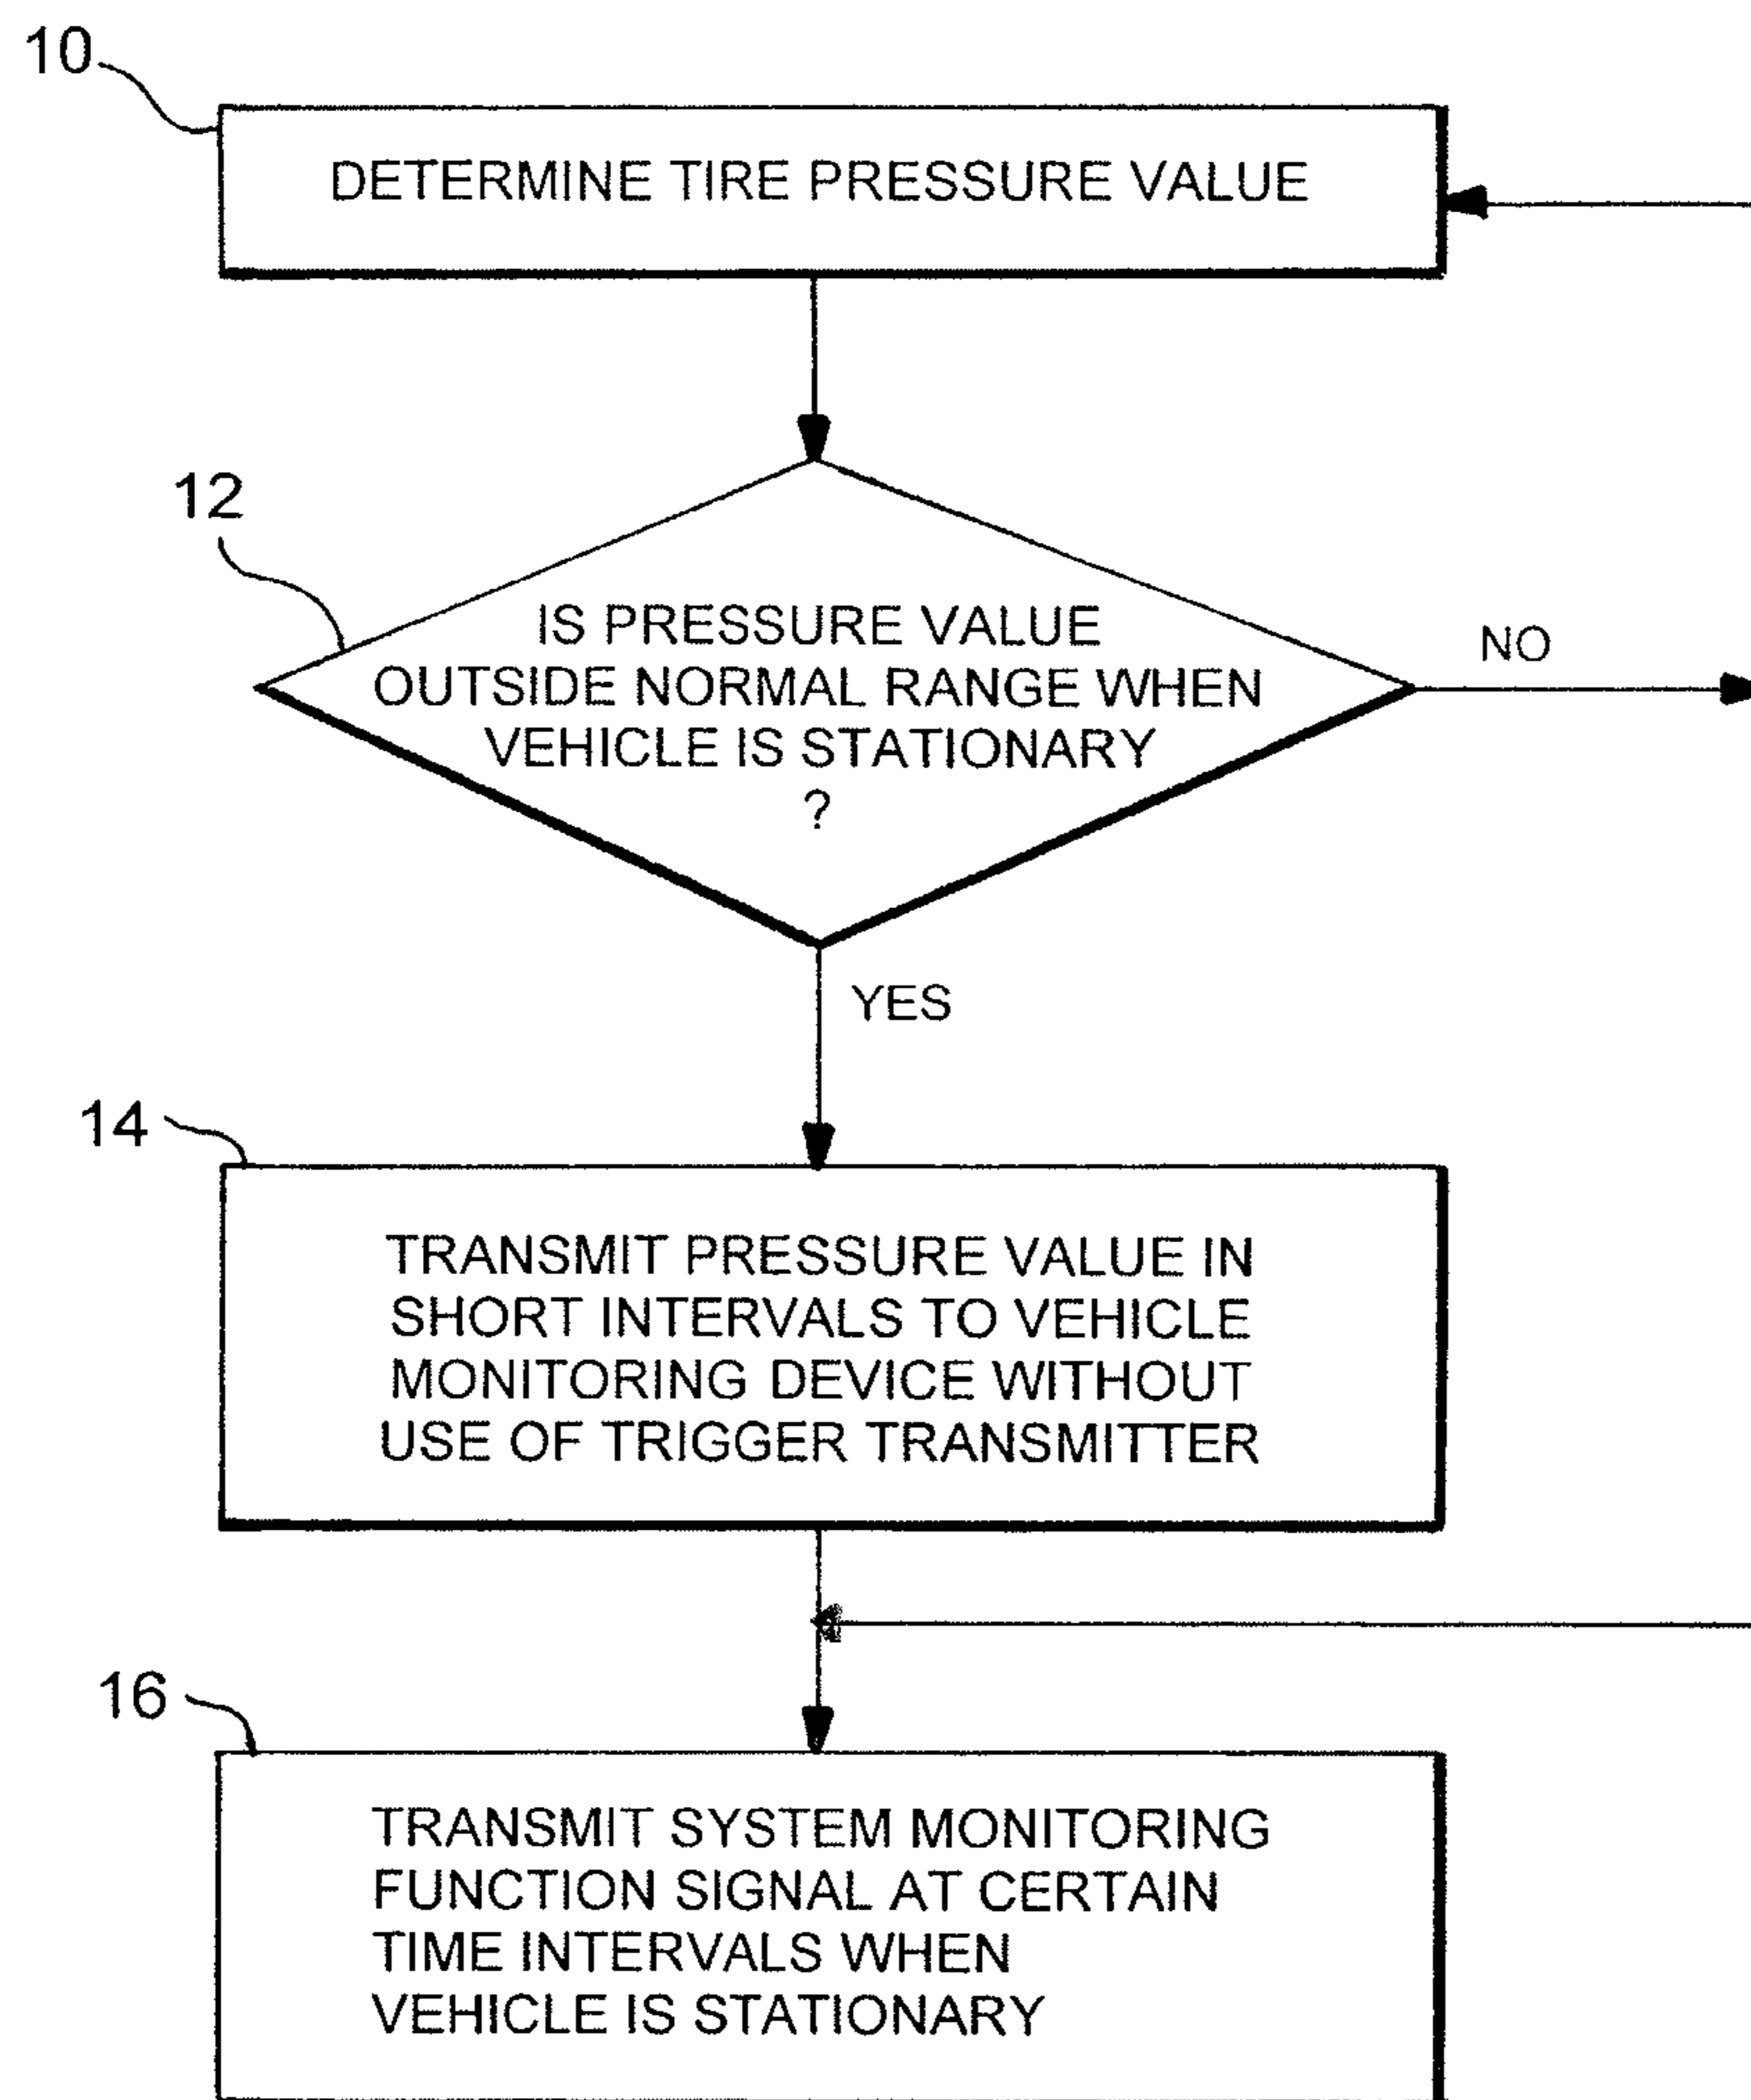 10
DETERMINE TIRE PRESSURE VALUE
12
IS PRESSURE VALUE
OUTSIDE NORMAL RANGE WHEN
VEHICLE IS STATIONARY
?
NO
YES
14
TRANSMIT PRESSURE VALUE IN
SHORT INTERVALS TO VEHICLE
MONITORING DEVICE WITHOUT
USE OF TRIGGER TRANSMITTER
16
TRANSMIT SYSTEM MONITORING
FUNCTION SIGNAL AT CERTAIN
TIME INTERVALS WHEN
VEHICLE IS STATIONARY